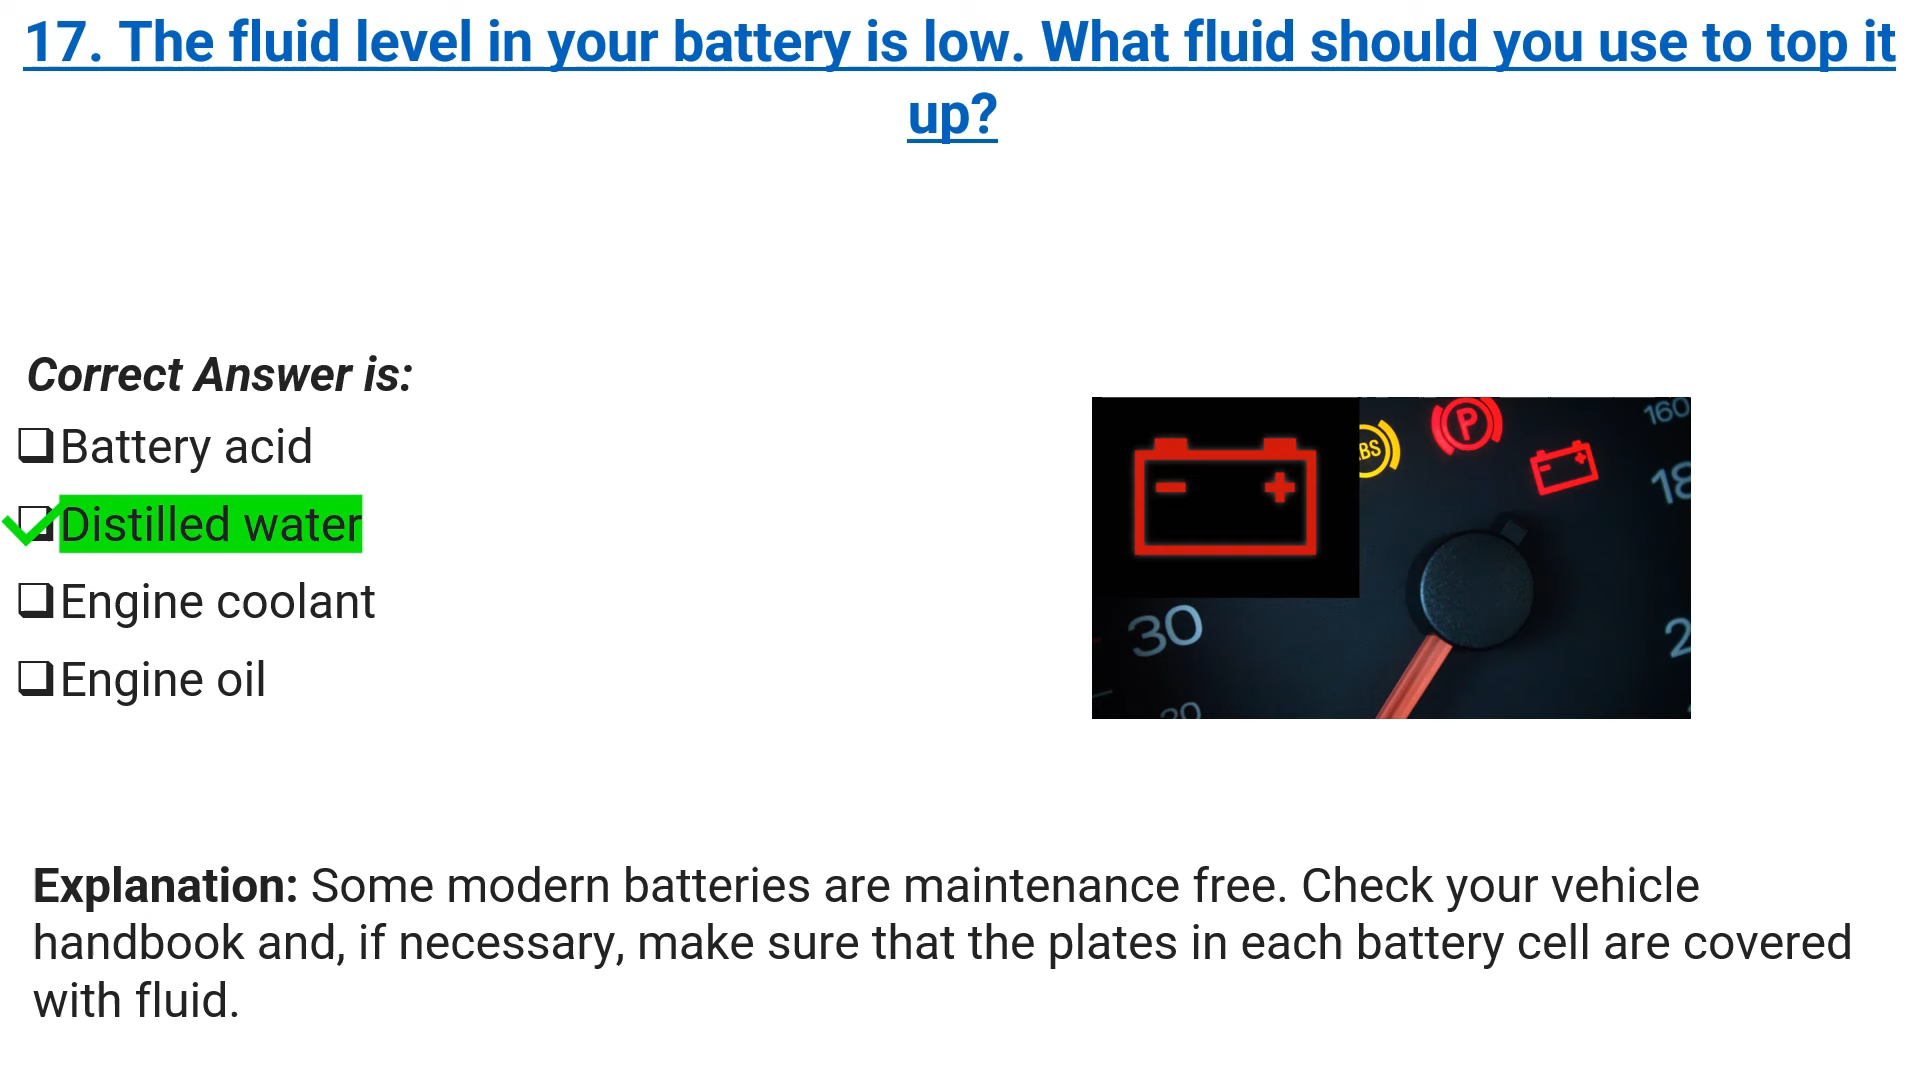 17. The fluid level in your battery is low. What fluid should you use to top it
up?
Correct Answer is:
Battery acid
Distilled water
Engine coolant
Engine oil
BS
P
160
18
30
2
20
Explanation: Some modern batteries are maintenance free. Check your vehicle
handbook and, if necessary, make sure that the plates in each battery cell are covered
with fluid.